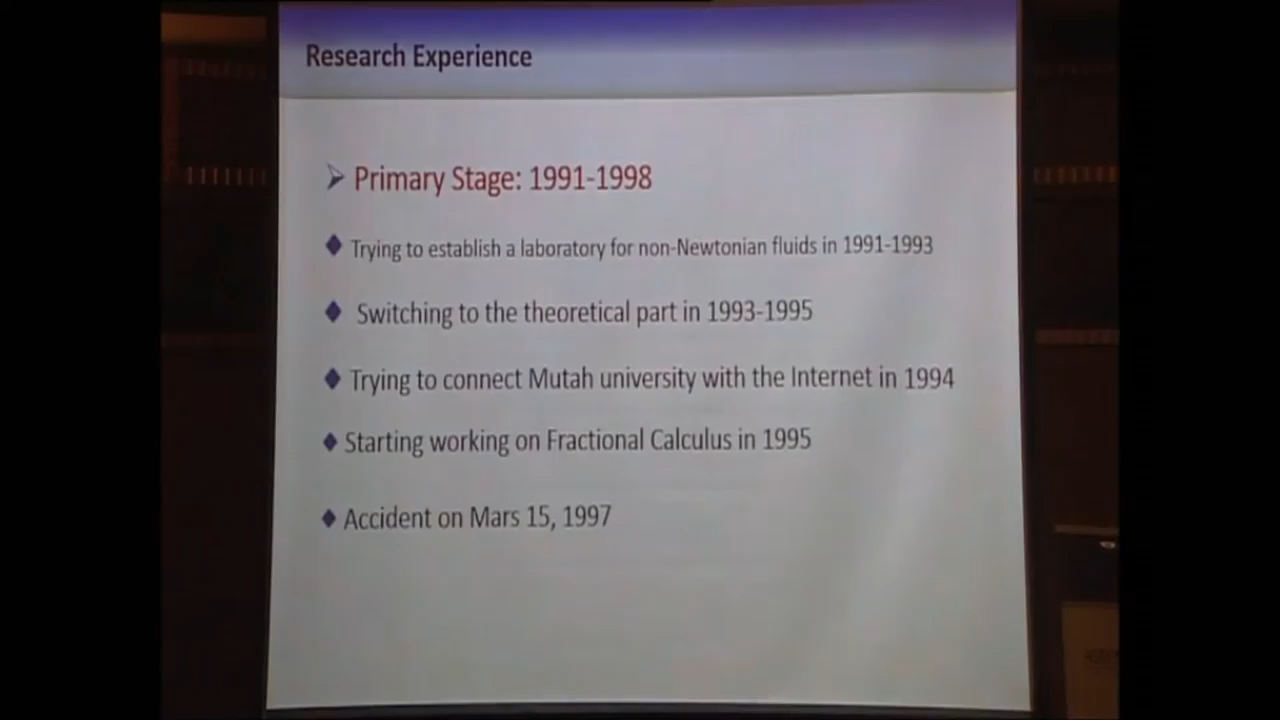 Research Experience
Primary Stage: 1991-1998
Trying to establish a laboratory for non-Newtonian fluids in 1991-1993
Switching to the theoretical part in 1993-1995
Trying to connect Mutah university with the Internet in 1994
Starting working on Fractional Calculus in 1995
Accident on Mars 15, 1997